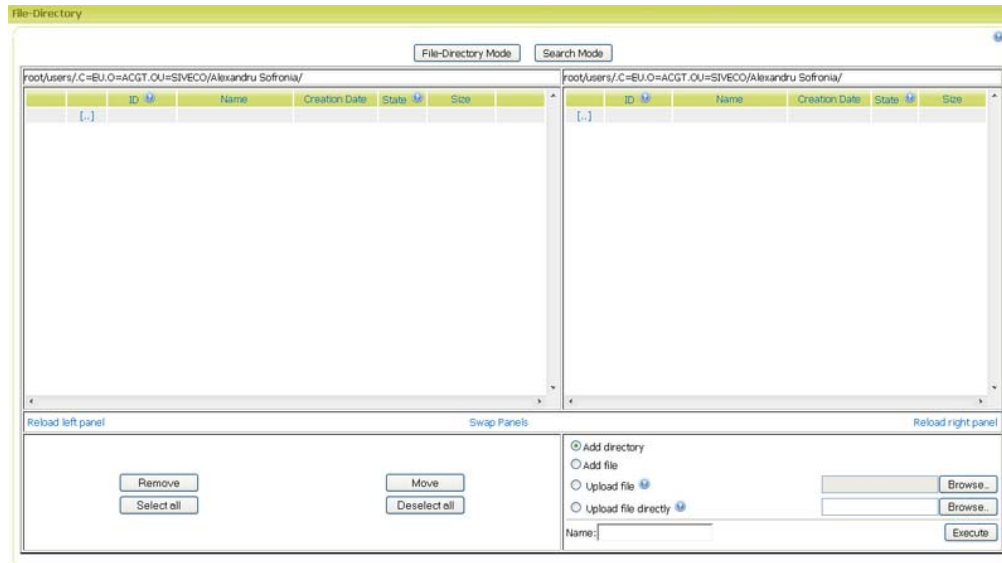 File-Directory
File-Directory Mode Search Mode
root/users/.C=EU.O=ACGT.OU=SIVECO/Alexandru Sofronia/ root/users/.C=EU.O=ACGT.OU=SIVECO/Alexandru Sofronia/
ID Name Creation Date State Size ID Name Creation Date State Size
[..] [..]
Reload left panel Swap Panels Reload right panel
Remove Move
Select all Deselect all
Add directory
Add file
Upload file Browse..
Upload file directly Browse..
Name: Execute